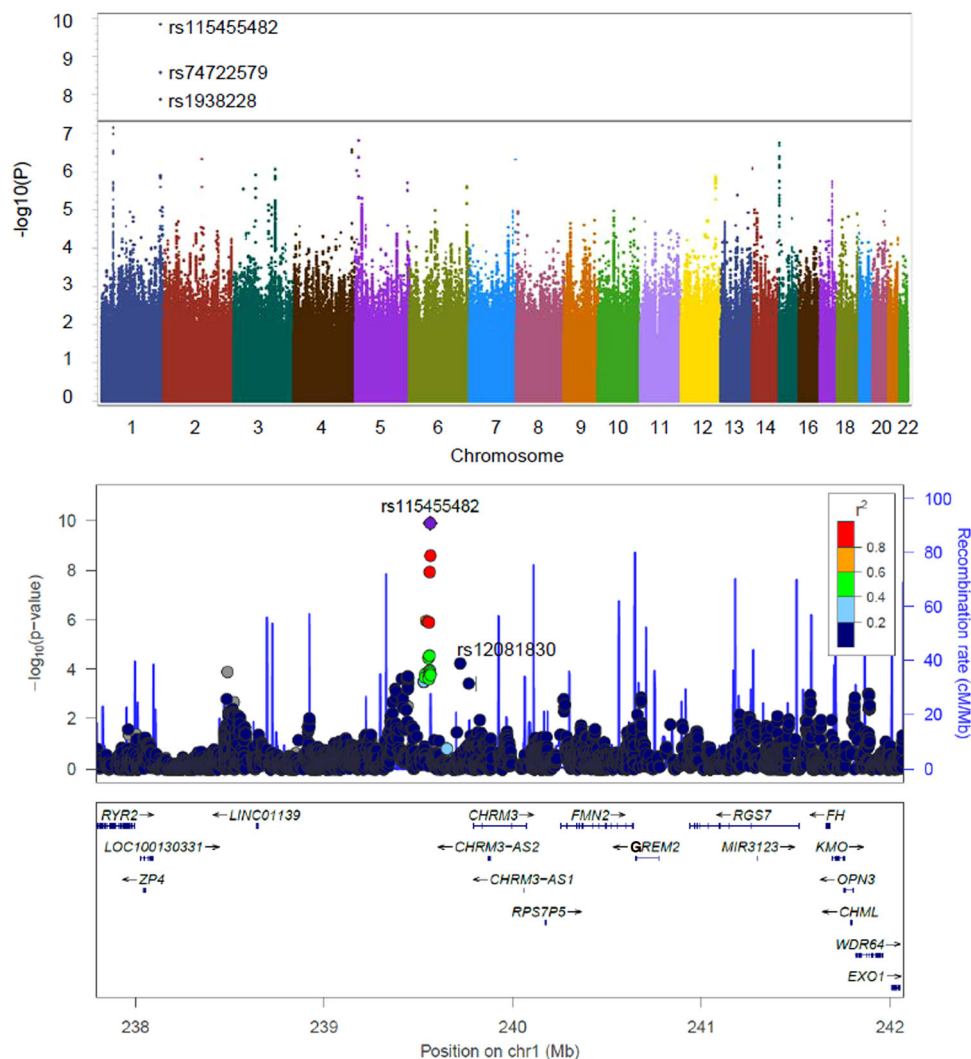 10
rs115455482
9
rs74722579
8
rs1938228
7
6
5
4
3
2
1
0
-log10(P)
1 2 3 4 5 6 7 8 9 10 11 12 13 14 16 18 20 22
Chromosome
rs115455482
rs12081830
r²
0.8
0.6
0.4
0.2
10
8
6
4
2
0
−log₁₀(p−value)
100
80
60
40
20
0
Recombination rate (cM/Mb)
RYR2→ ←LINC01139 CHRM3→ FMN2→ ←RGS7 ←FH
LOC100130331→ ←CHRM3−AS2 ←GREM2 MIR3123→ KMO→
←ZP4 ←CHRM3−AS1 ←OPN3
RPS7P5→ ←CHML
WDR64→
EXO1→
238 239 240 241 242
Position on chr1 (Mb)